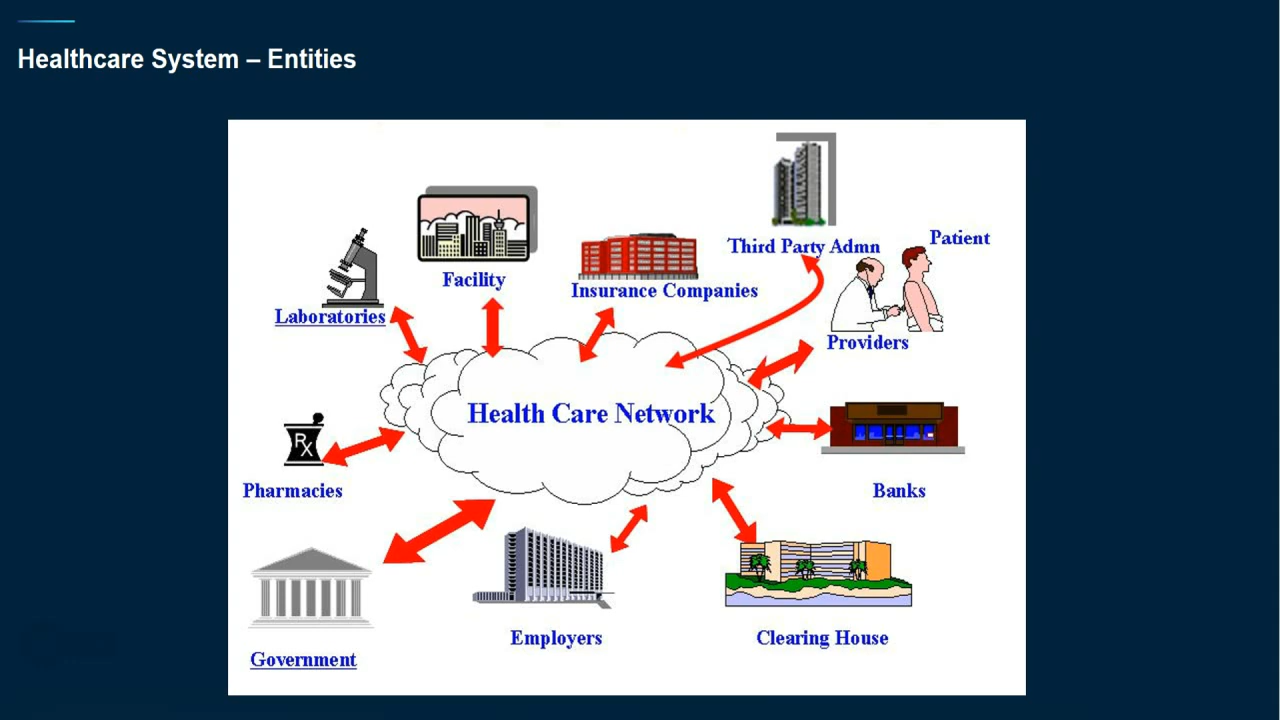 Healthcare System – Entities
Third Party Admn
Patient
Facility
Insurance Companies
Laboratories
Providers
Health Care Network
RX
Pharmacies
Banks
Employers
Clearing House
Government